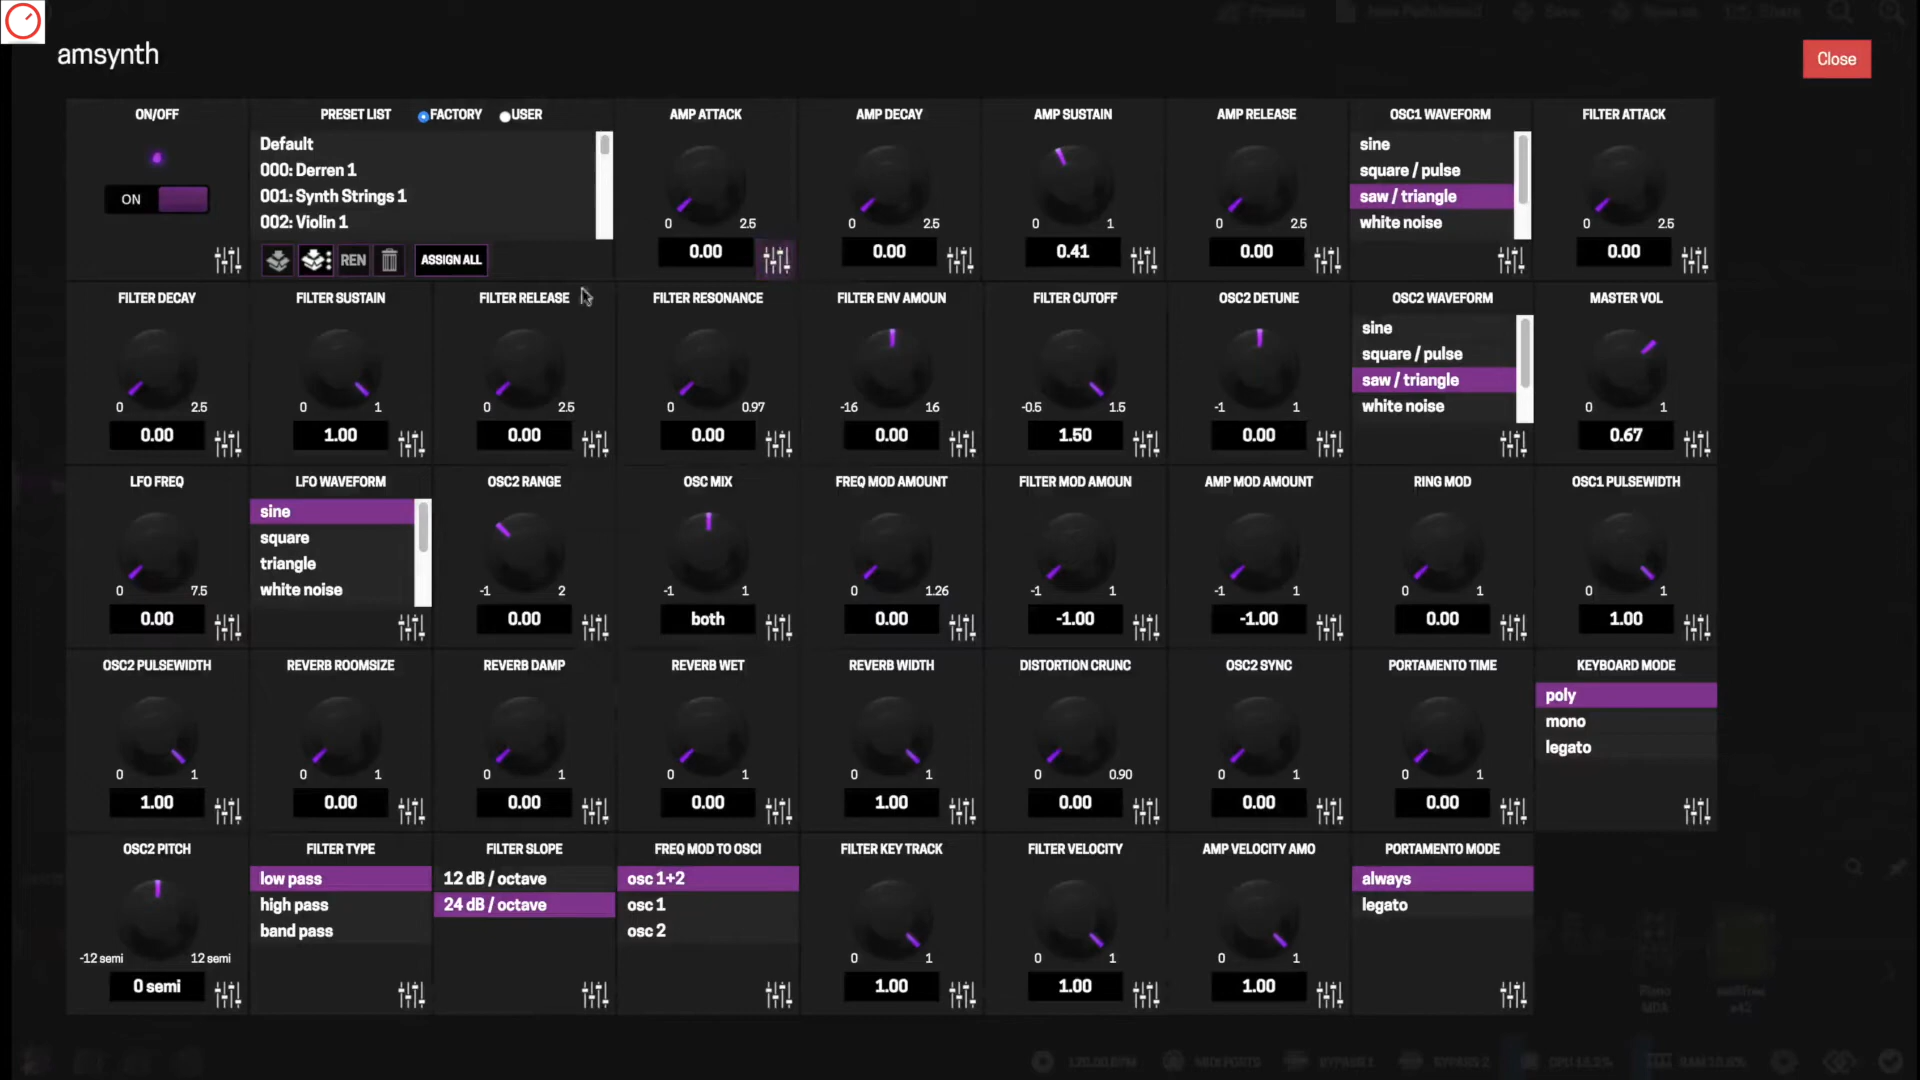 amsynth
Close
ON/OFF
ON
PRESET LIST FACTORY USER
Default
000: Derren 1
001: Synth Strings 1
002: Violin 1
REN ASSIGN ALL
AMP ATTACK
0 2.5
0.00
AMP DECAY
0 2.5
0.00
AMP SUSTAIN
0 1
0.41
AMP RELEASE
0 2.5
0.00
OSC1 WAVEFORM
sine
square / pulse
saw / triangle
white noise
FILTER ATTACK
0 2.5
0.00
FILTER DECAY
0 2.5
0.00
FILTER SUSTAIN
0 1
1.00
FILTER RELEASE
0 2.5
0.00
FILTER RESONANCE
0 0.97
0.00
FILTER ENV AMOUN
-16 16
0.00
FILTER CUTOFF
-0.5 1.5
1.50
OSC2 DETUNE
-1 1
0.00
OSC2 WAVEFORM
sine
square / pulse
saw / triangle
white noise
MASTER VOL
0 1
0.67
LFO FREQ
0 7.5
0.00
LFO WAVEFORM
sine
square
triangle
white noise
OSC2 RANGE
-1 2
0.00
OSC MIX
-1 1
both
FREQ MOD AMOUNT
0 1.26
0.00
FILTER MOD AMOUN
-1 1
-1.00
AMP MOD AMOUNT
-1 1
-1.00
RING MOD
0 1
0.00
OSC1 PULSEWIDTH
0 1
1.00
OSC2 PULSEWIDTH
0 1
1.00
REVERB ROOMSIZE
0 1
0.00
REVERB DAMP
0 1
0.00
REVERB WET
0 1
0.00
REVERB WIDTH
0 1
1.00
DISTORTION CRUNC
0 0.90
0.00
OSC2 SYNC
0 1
0.00
PORTAMENTO TIME
0 1
0.00
KEYBOARD MODE
poly
mono
legato
OSC2 PITCH
-12 semi 12 semi
0 semi
FILTER TYPE
low pass
high pass
band pass
FILTER SLOPE
12 dB / octave
24 dB / octave
FREQ MOD TO OSCI
osc 1+2
osc 1
osc 2
FILTER KEY TRACK
0 1
1.00
FILTER VELOCITY
0 1
1.00
AMP VELOCITY AMO
0 1
1.00
PORTAMENTO MODE
always
legato